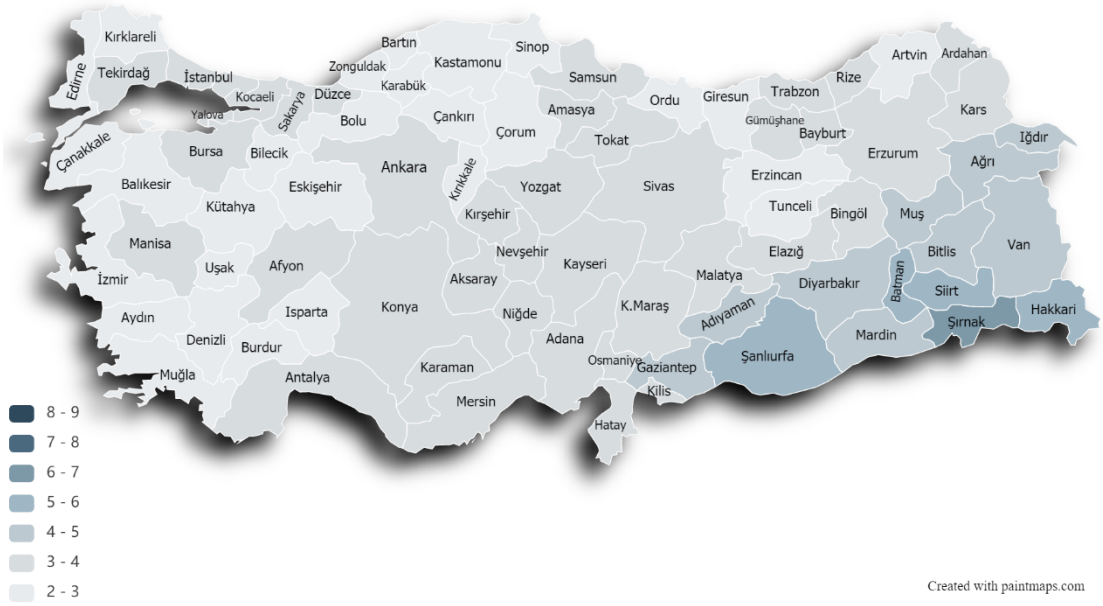 Kırklareli
Edirne
Tekirdağ
İstanbul
Kocaeli
Yalova
Sakarya
Düzce
Zonguldak
Bartın
Karabük
Kastamonu
Sinop
Bolu
Çankırı
Çorum
Samsun
Amasya
Tokat
Ordu
Giresun
Trabzon
Gümüşhane
Bayburt
Rize
Artvin
Ardahan
Kars
Iğdır
Ağrı
Erzurum
Erzincan
Çanakkale
Balıkesir
Bursa
Bilecik
Eskişehir
Kütahya
Ankara
Kırıkkale
Yozgat
Sivas
Kırşehir
Nevşehir
Kayseri
Tunceli
Bingöl
Muş
Bitlis
Van
Elazığ
Malatya
Manisa
İzmir
Uşak
Afyon
Aksaray
Konya
Niğde
K.Maraş
Adıyaman
Diyarbakır
Batman
Siirt
Şırnak
Hakkari
Mardin
Şanlıurfa
Gaziantep
Kilis
Osmaniye
Adana
Hatay
Aydın
Denizli
Isparta
Burdur
Muğla
Antalya
Karaman
Mersin
8 - 9
7 - 8
6 - 7
5 - 6
4 - 5
3 - 4
2 - 3
Created with paintmaps.com